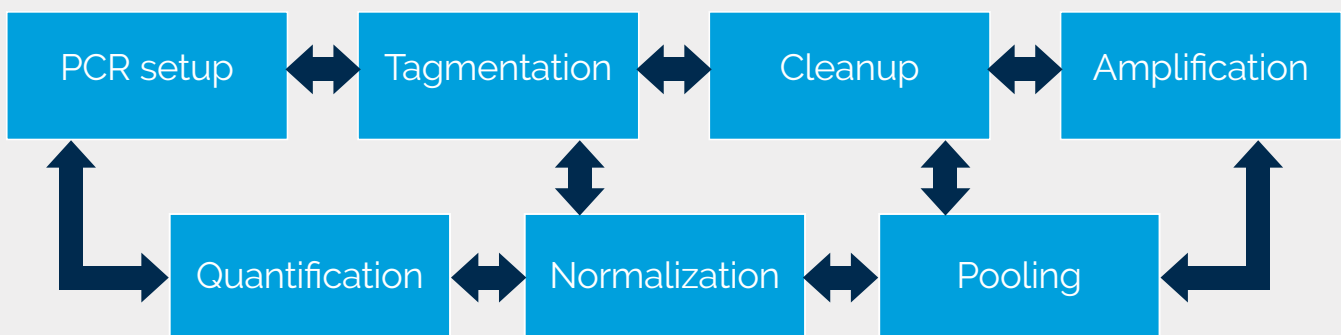 PCR setup
Tagmentation
Cleanup
Amplification
Quantification
Normalization
Pooling